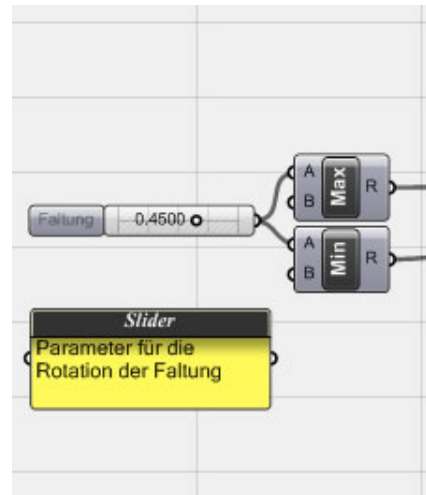 A
B
Max
R
Faltung
0,4500
A
B
Min
R
Slider
Parameter für die
Rotation der Faltung